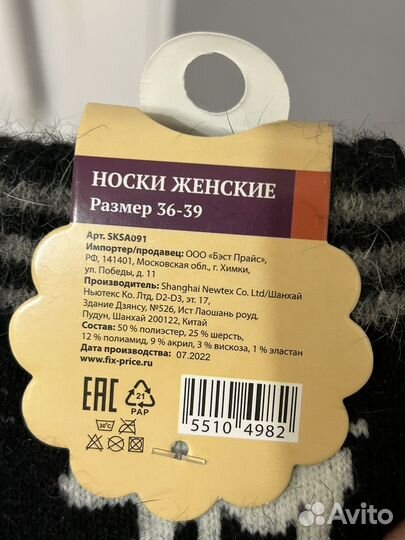 НОСКИ ЖЕНСКИЕ
Размер 36-39
Арт. SKSA091
Импортер/продавец: ООО «Бэст Прайс»,
РФ, 141401, Московская обл., г. Химки,
ул. Победы, д. 11
Производитель: Shanghai Newtex Co. Ltd/Шанхай
Ньютекс Ко. Лтд, D2-D3, эт. 17,
Здание Дзянсу, №526, Ист Лаошань роуд,
Пудун, Шанхай 200122, Китай
Состав: 50 % полиэстер, 25 % шерсть,
12 % полиамид, 9 % акрил, 3 % вискоза, 1 % эластан
Дата производства: 07.2022
www.fix-price.ru
EAC
21
PAP
30°C
5510 4982
Avito